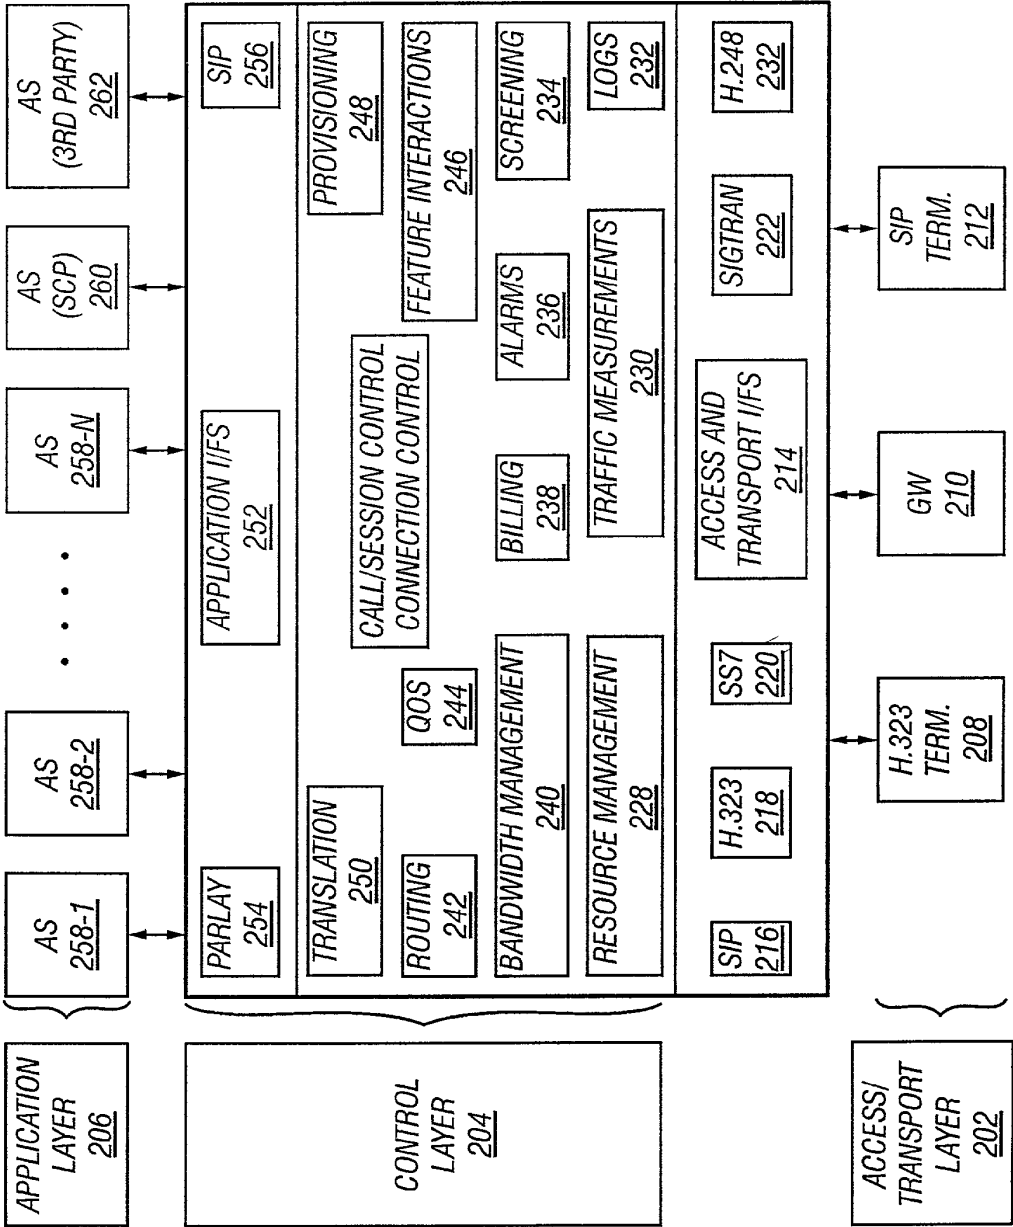 APPLICATION
LAYER
206
AS
258-1
AS
258-2
• • • •
AS
258-N
AS
(SCP)
260
AS
(3RD PARTY)
262
CONTROL
LAYER
204
PARLAY
254
APPLICATION I/FS
252
SIP
256
TRANSLATION
250
CALL/SESSION CONTROL
CONNECTION CONTROL
PROVISIONING
248
ROUTING
242
QOS
244
FEATURE INTERACTIONS
246
BANDWIDTH MANAGEMENT
240
BILLING
238
ALARMS
236
SCREENING
234
RESOURCE MANAGEMENT
228
TRAFFIC MEASUREMENTS
230
LOGS
232
SIP
216
H.323
218
SS7
220
ACCESS AND
TRANSPORT I/FS
214
SIGTRAN
222
H.248
232
ACCESS/
TRANSPORT
LAYER
202
H.323
TERM.
208
GW
210
SIP
TERM.
212